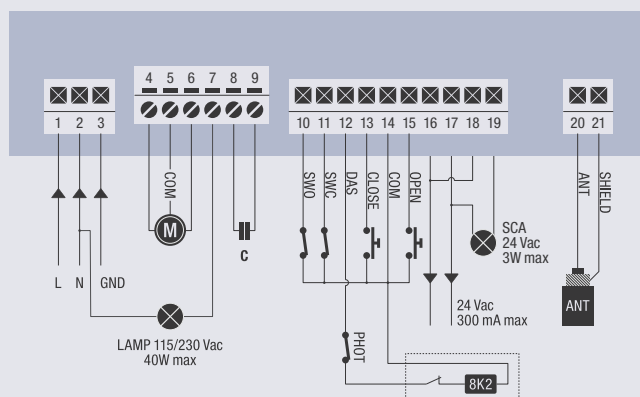 4 5 6 7 8 9
1 2 3
10 11 12 13 14 15 16 17 18 19
20 21
COM
M
C
L N GND
LAMP 115/230 Vac
40W max
SWO
SWC
DAS
CLOSE
COM
OPEN
SCA
24 Vac
3W max
24 Vac
300 mA max
PHOT
8K2
ANT
SHIELD
ANT